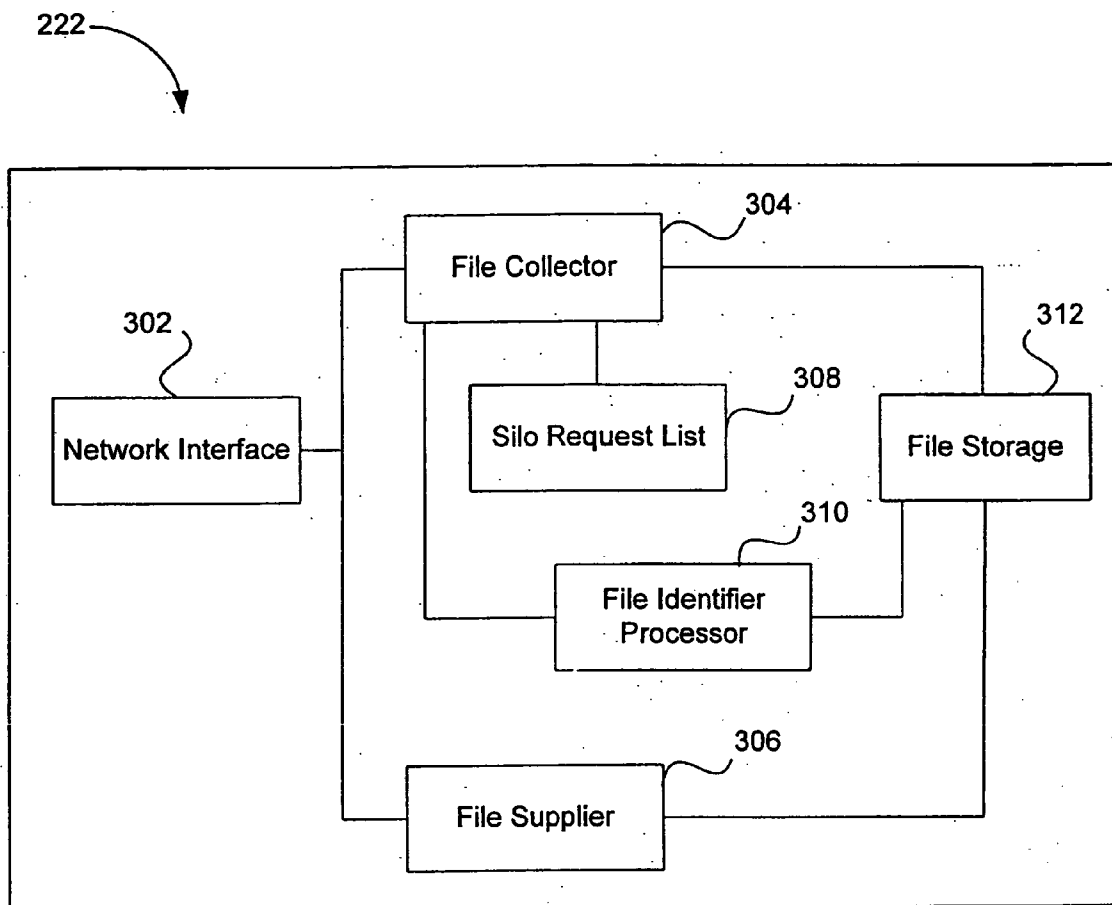 222
304
File Collector
302
312
Network Interface
308
Silo Request List
File Storage
310
File Identifier
Processor
306
File Supplier